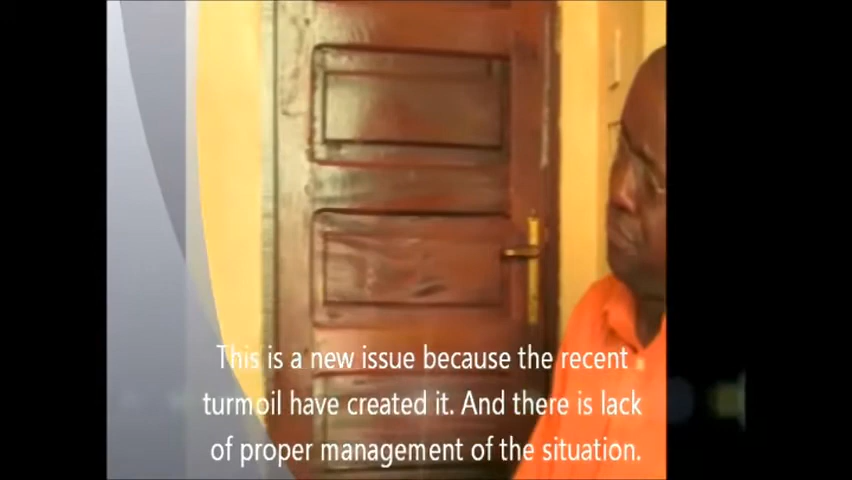 This is a new issue because the recent
turmoil have created it. And there is lack
of proper management of the situation.